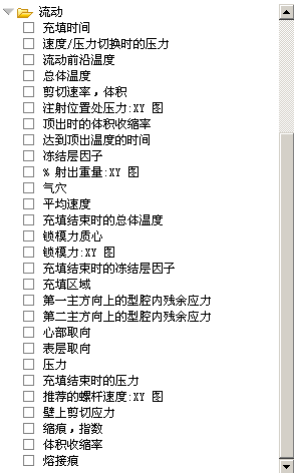 流动
充填时间
速度/压力切换时的压力
流动前沿温度
总体温度
剪切速率，体积
注射位置处压力:XY 图
顶出时的体积收缩率
达到顶出温度的时间
冻结层因子
% 射出重量:XY 图
气穴
平均速度
充填结束时的总体温度
锁模力质心
锁模力:XY 图
充填结束时的冻结层因子
充填区域
第一主方向上的型腔内残余应力
第二主方向上的型腔内残余应力
心部取向
表层取向
压力
充填结束时的压力
推荐的螺杆速度:XY 图
壁上剪切应力
缩痕，指数
体积收缩率
熔接痕